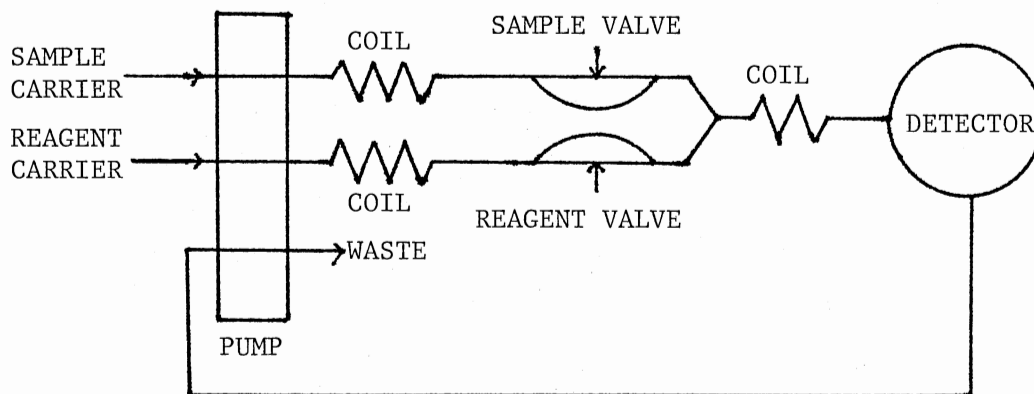 SAMPLE
CARRIER
COIL
SAMPLE VALVE
COIL
DETECTOR
REAGENT
CARRIER
COIL
REAGENT VALVE
WASTE
PUMP